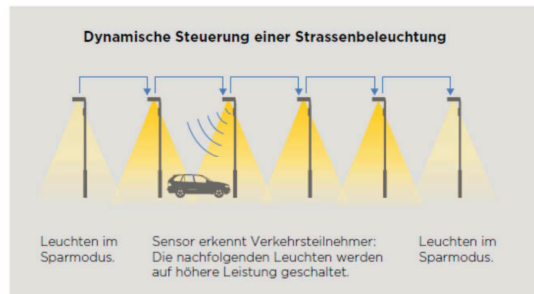 Dynamische Steuerung einer Strassenbeleuchtung
Leuchten im
Sparmodus.
Sensor erkennt Verkehrsteilnehmer:
Die nachfolgenden Leuchten werden
auf höhere Leistung geschaltet.
Leuchten im
Sparmodus.